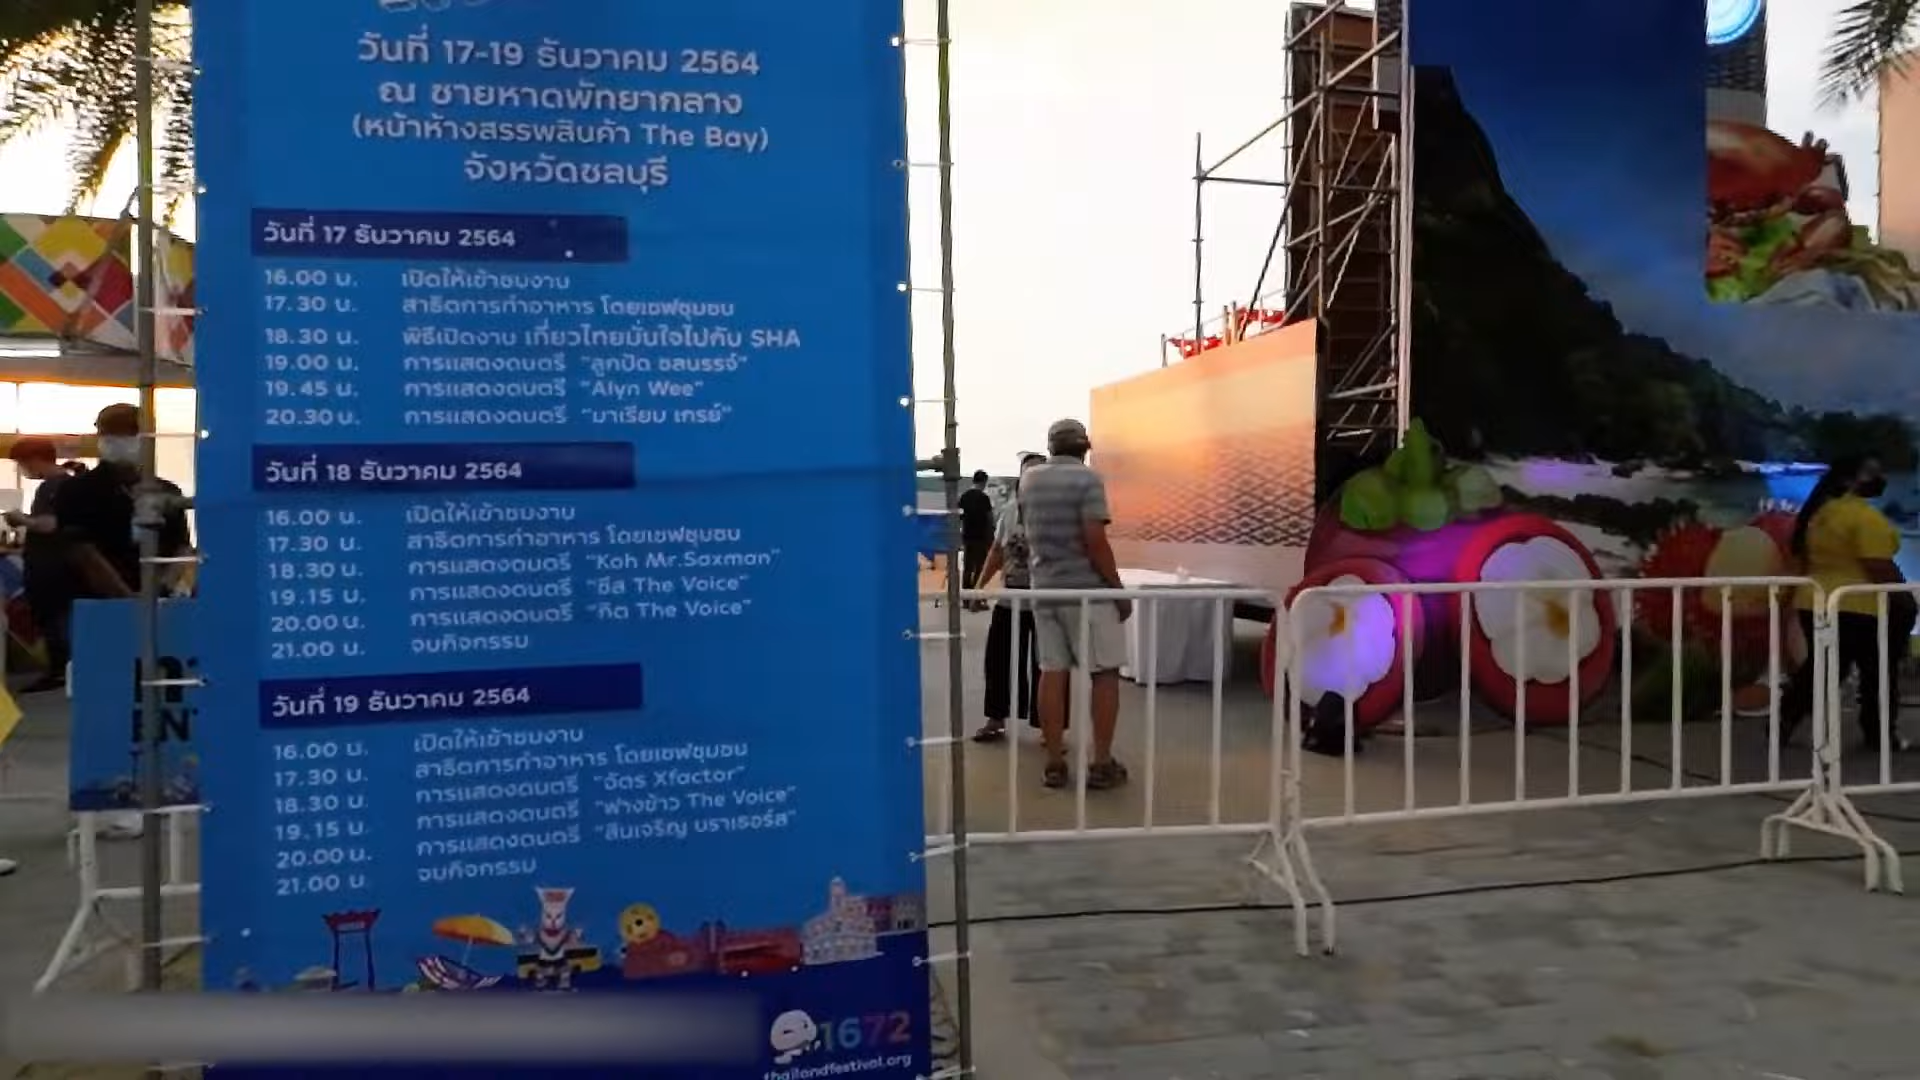 วันที่ 17-19 ธันวาคม 2564
ณ ชายหาดพัทยากลาง
(หน้าห้างสรรพสินค้า The Bay)
จังหวัดชลบุรี
วันที่ 17 ธันวาคม 2564
16.00 น. เปิดให้เข้าชมงาน
17.30 น. สาธิตการทำอาหาร โดยเชฟชุมชน
18.30 น. พิธีเปิดงาน เที่ยวไทยมั่นใจไปกับ SHA
19.00 น. การแสดงดนตรี "ลูกปัด ชลนรรจ์"
19.45 น. การแสดงดนตรี "Alyn Wee"
20.30 น. การแสดงดนตรี "มาเรียม เกรย์"
วันที่ 18 ธันวาคม 2564
16.00 น. เปิดให้เข้าชมงาน
17.30 น. สาธิตการทำอาหาร โดยเชฟชุมชน
18.30 น. การแสดงดนตรี "Koh Mr.Saxman"
19.15 น. การแสดงดนตรี "ซีส The Voice"
20.00 น. การแสดงดนตรี "กิต The Voice"
21.00 น. จบกิจกรรม
วันที่ 19 ธันวาคม 2564
16.00 น. เปิดให้เข้าชมงาน
17.30 น. สาธิตการทำอาหาร โดยเชฟชุมชน
18.30 น. การแสดงดนตรี "ฉัตร Xfactor"
19.15 น. การแสดงดนตรี "ฟางข้าว The Voice"
20.00 น. การแสดงดนตรี "สินเจริญ บราเธอร์ส"
21.00 น. จบกิจกรรม
1672
thailandfestival.org
EN